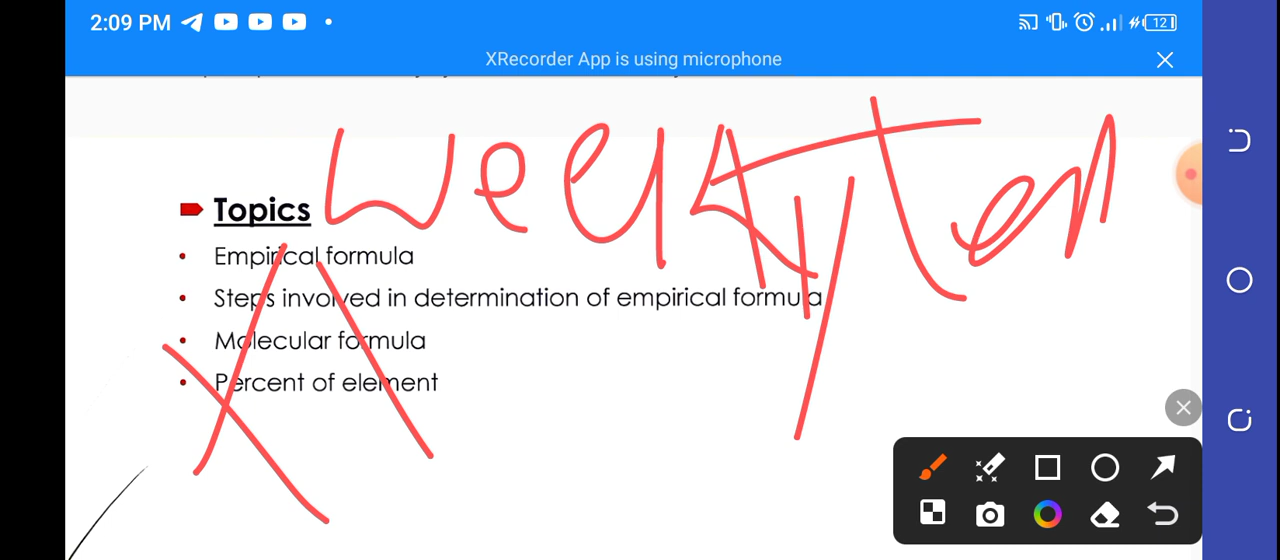 2:09 PM
12
XRecorder App is using microphone
Topics
Empirical formula
Steps involved in determination of empirical formula
Molecular formula
Percent of element